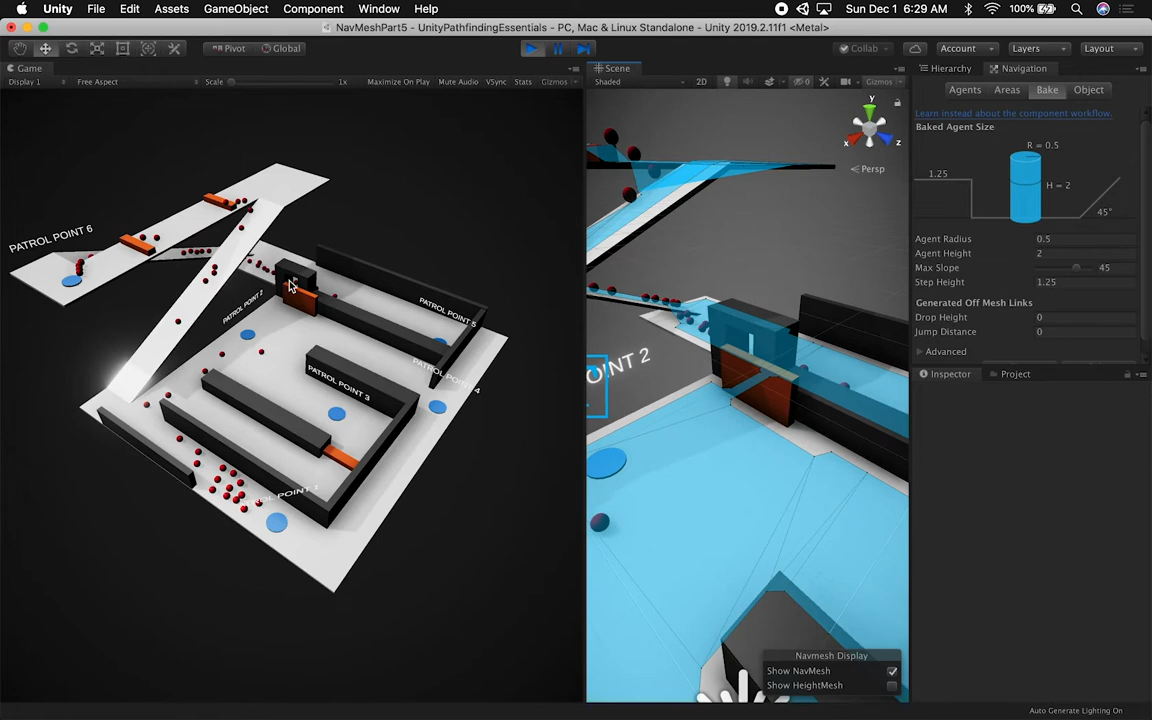 Unity File Edit Assets GameObject Component Window Help
Sun Dec 1 6:29 AM 100%
NavMeshPart5 - UnityPathfindingEssentials - PC, Mac & Linux Standalone - Unity 2019.2.11f1 <Metal>
Pivot Global
Collab Account Layers Layout
Game
Display 1 Free Aspect Scale 1x Maximize On Play Mute Audio VSync Stats Gizmos
Scene
Shaded 2D 0 Gizmos
Hierarchy Navigation
Agents Areas Bake Object
Learn instead about the component workflow.
Baked Agent Size
R = 0.5
1.25
H = 2
45°
Agent Radius 0.5
Agent Height 2
Max Slope 45
Step Height 1.25
Generated Off Mesh Links
Drop Height 0
Jump Distance 0
Advanced
Inspector Project
y
x
z
Persp
PATROL POINT 6
PATROL POINT 2
PATROL POINT 5
PATROL POINT 4
PATROL POINT 3
PATROL POINT 1
OINT 2
Navmesh Display
Show NavMesh
Show HeightMesh
Auto Generate Lighting On